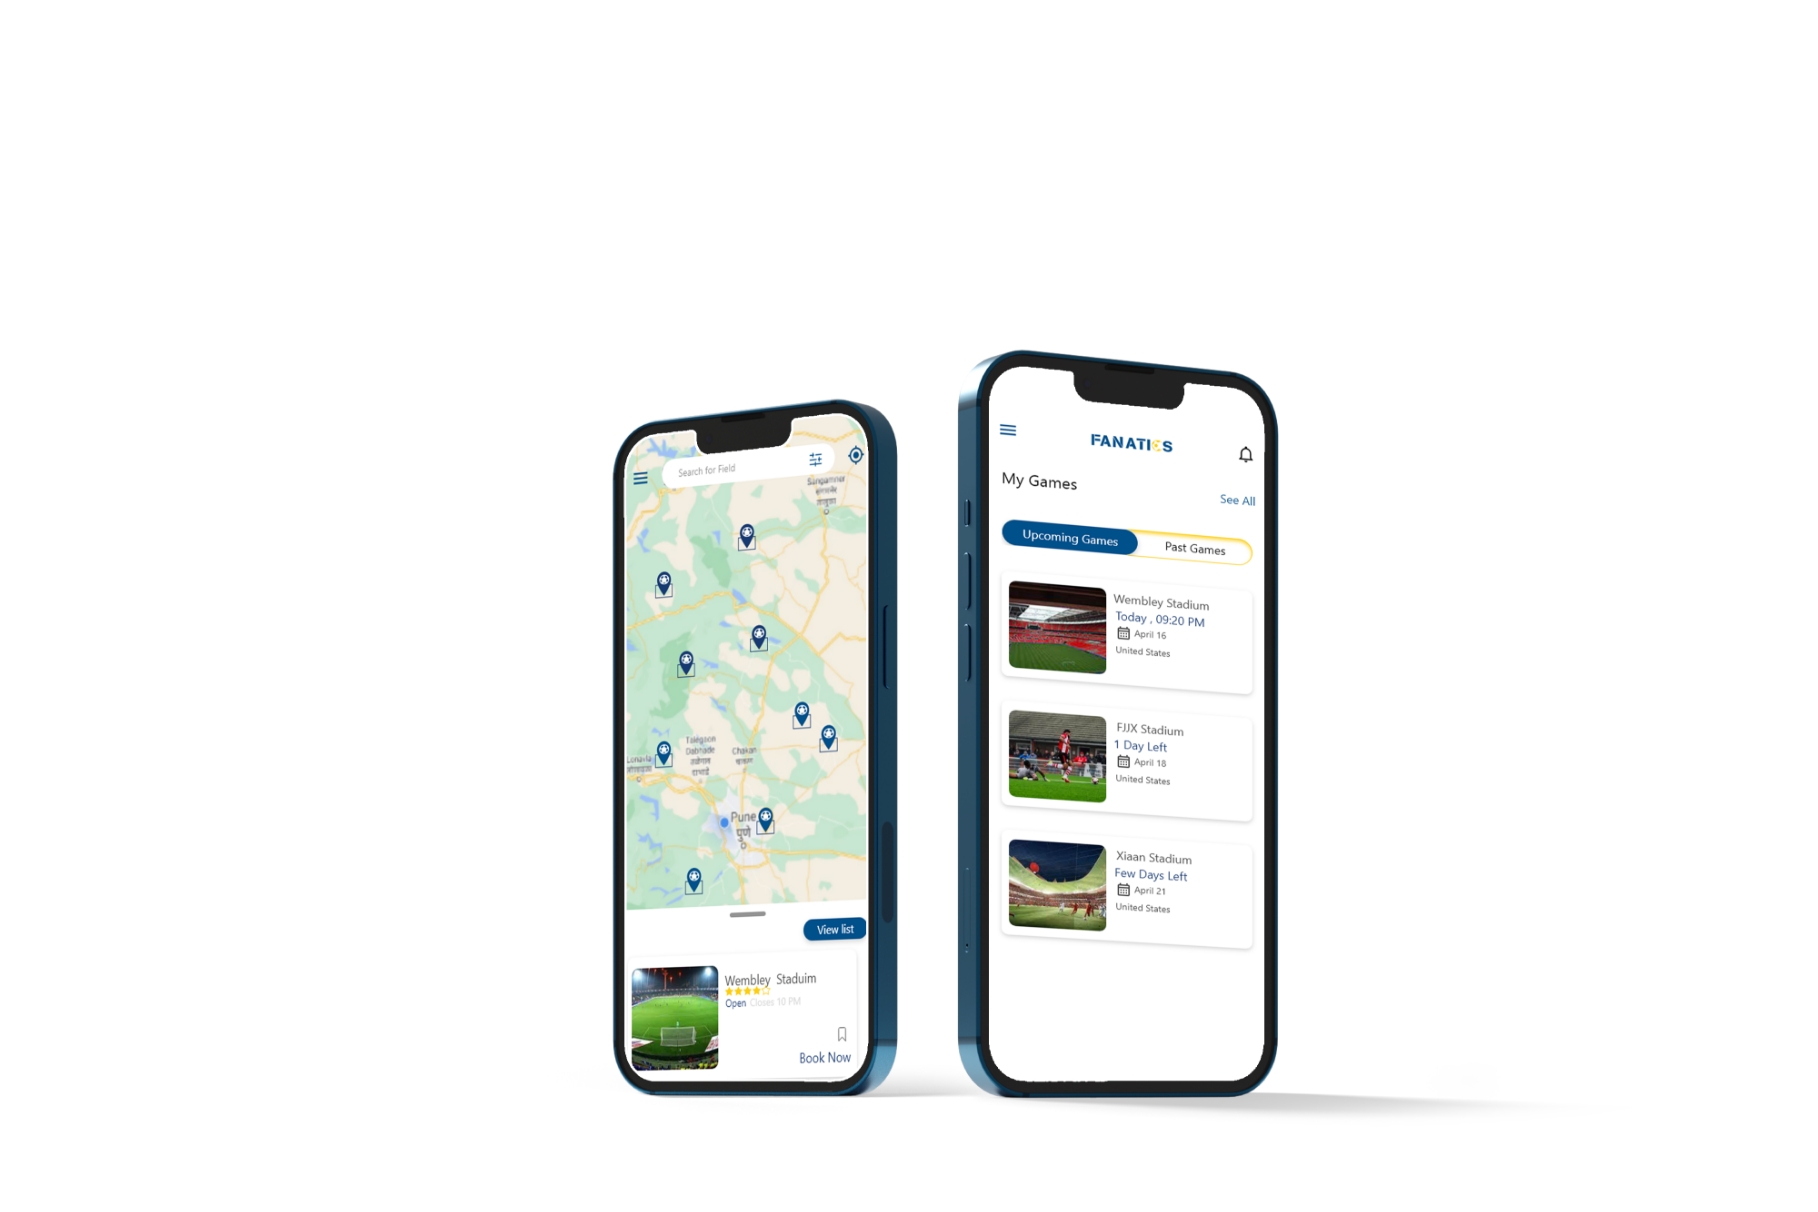 Search for Field
Sangamner
Talegaon
Dabhade
तळेगाव
दाभाडे
Chakan
चाकण
Lonavla
Pune
पुणे
View list
Wembley Staduim
Open Closes 10 PM
Book Now
FANATICS
My Games
See All
Upcoming Games
Past Games
Wembley Stadium
Today , 09:20 PM
April 16
United States
FJJX Stadium
1 Day Left
April 18
United States
Xiaan Stadium
Few Days Left
April 21
United States